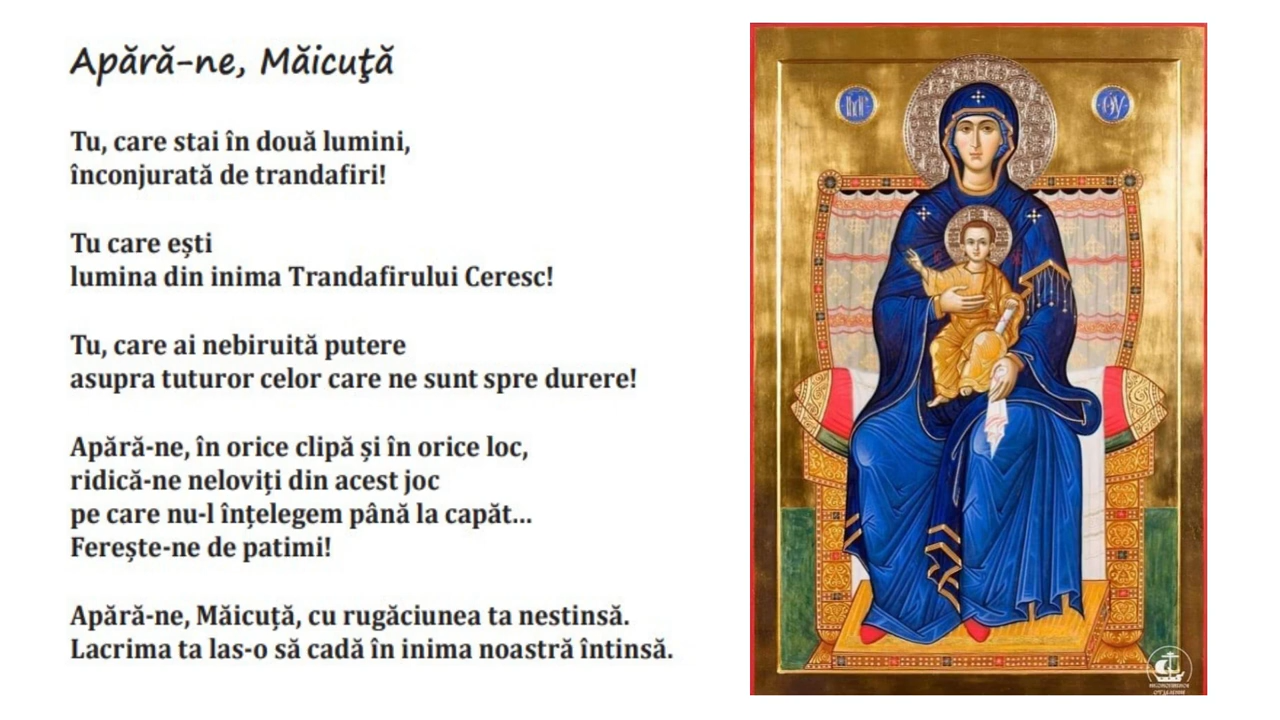 Apără-ne, Măicuţă
Tu, care stai în două lumini,
înconjurată de trandafiri!
Tu care ești
lumina din inima Trandafirului Ceresc!
Tu, care ai nebiruită putere
asupra tuturor celor care ne sunt spre durere!
Apără-ne, în orice clipă și în orice loc,
ridică-ne neloviți din acest joc
pe care nu-l înțelegem până la capăt...
Ferește-ne de patimi!
Apără-ne, Măicuță, cu rugăciunea ta nestinsă.
Lacrima ta las-o să cadă în inima noastră întinsă.